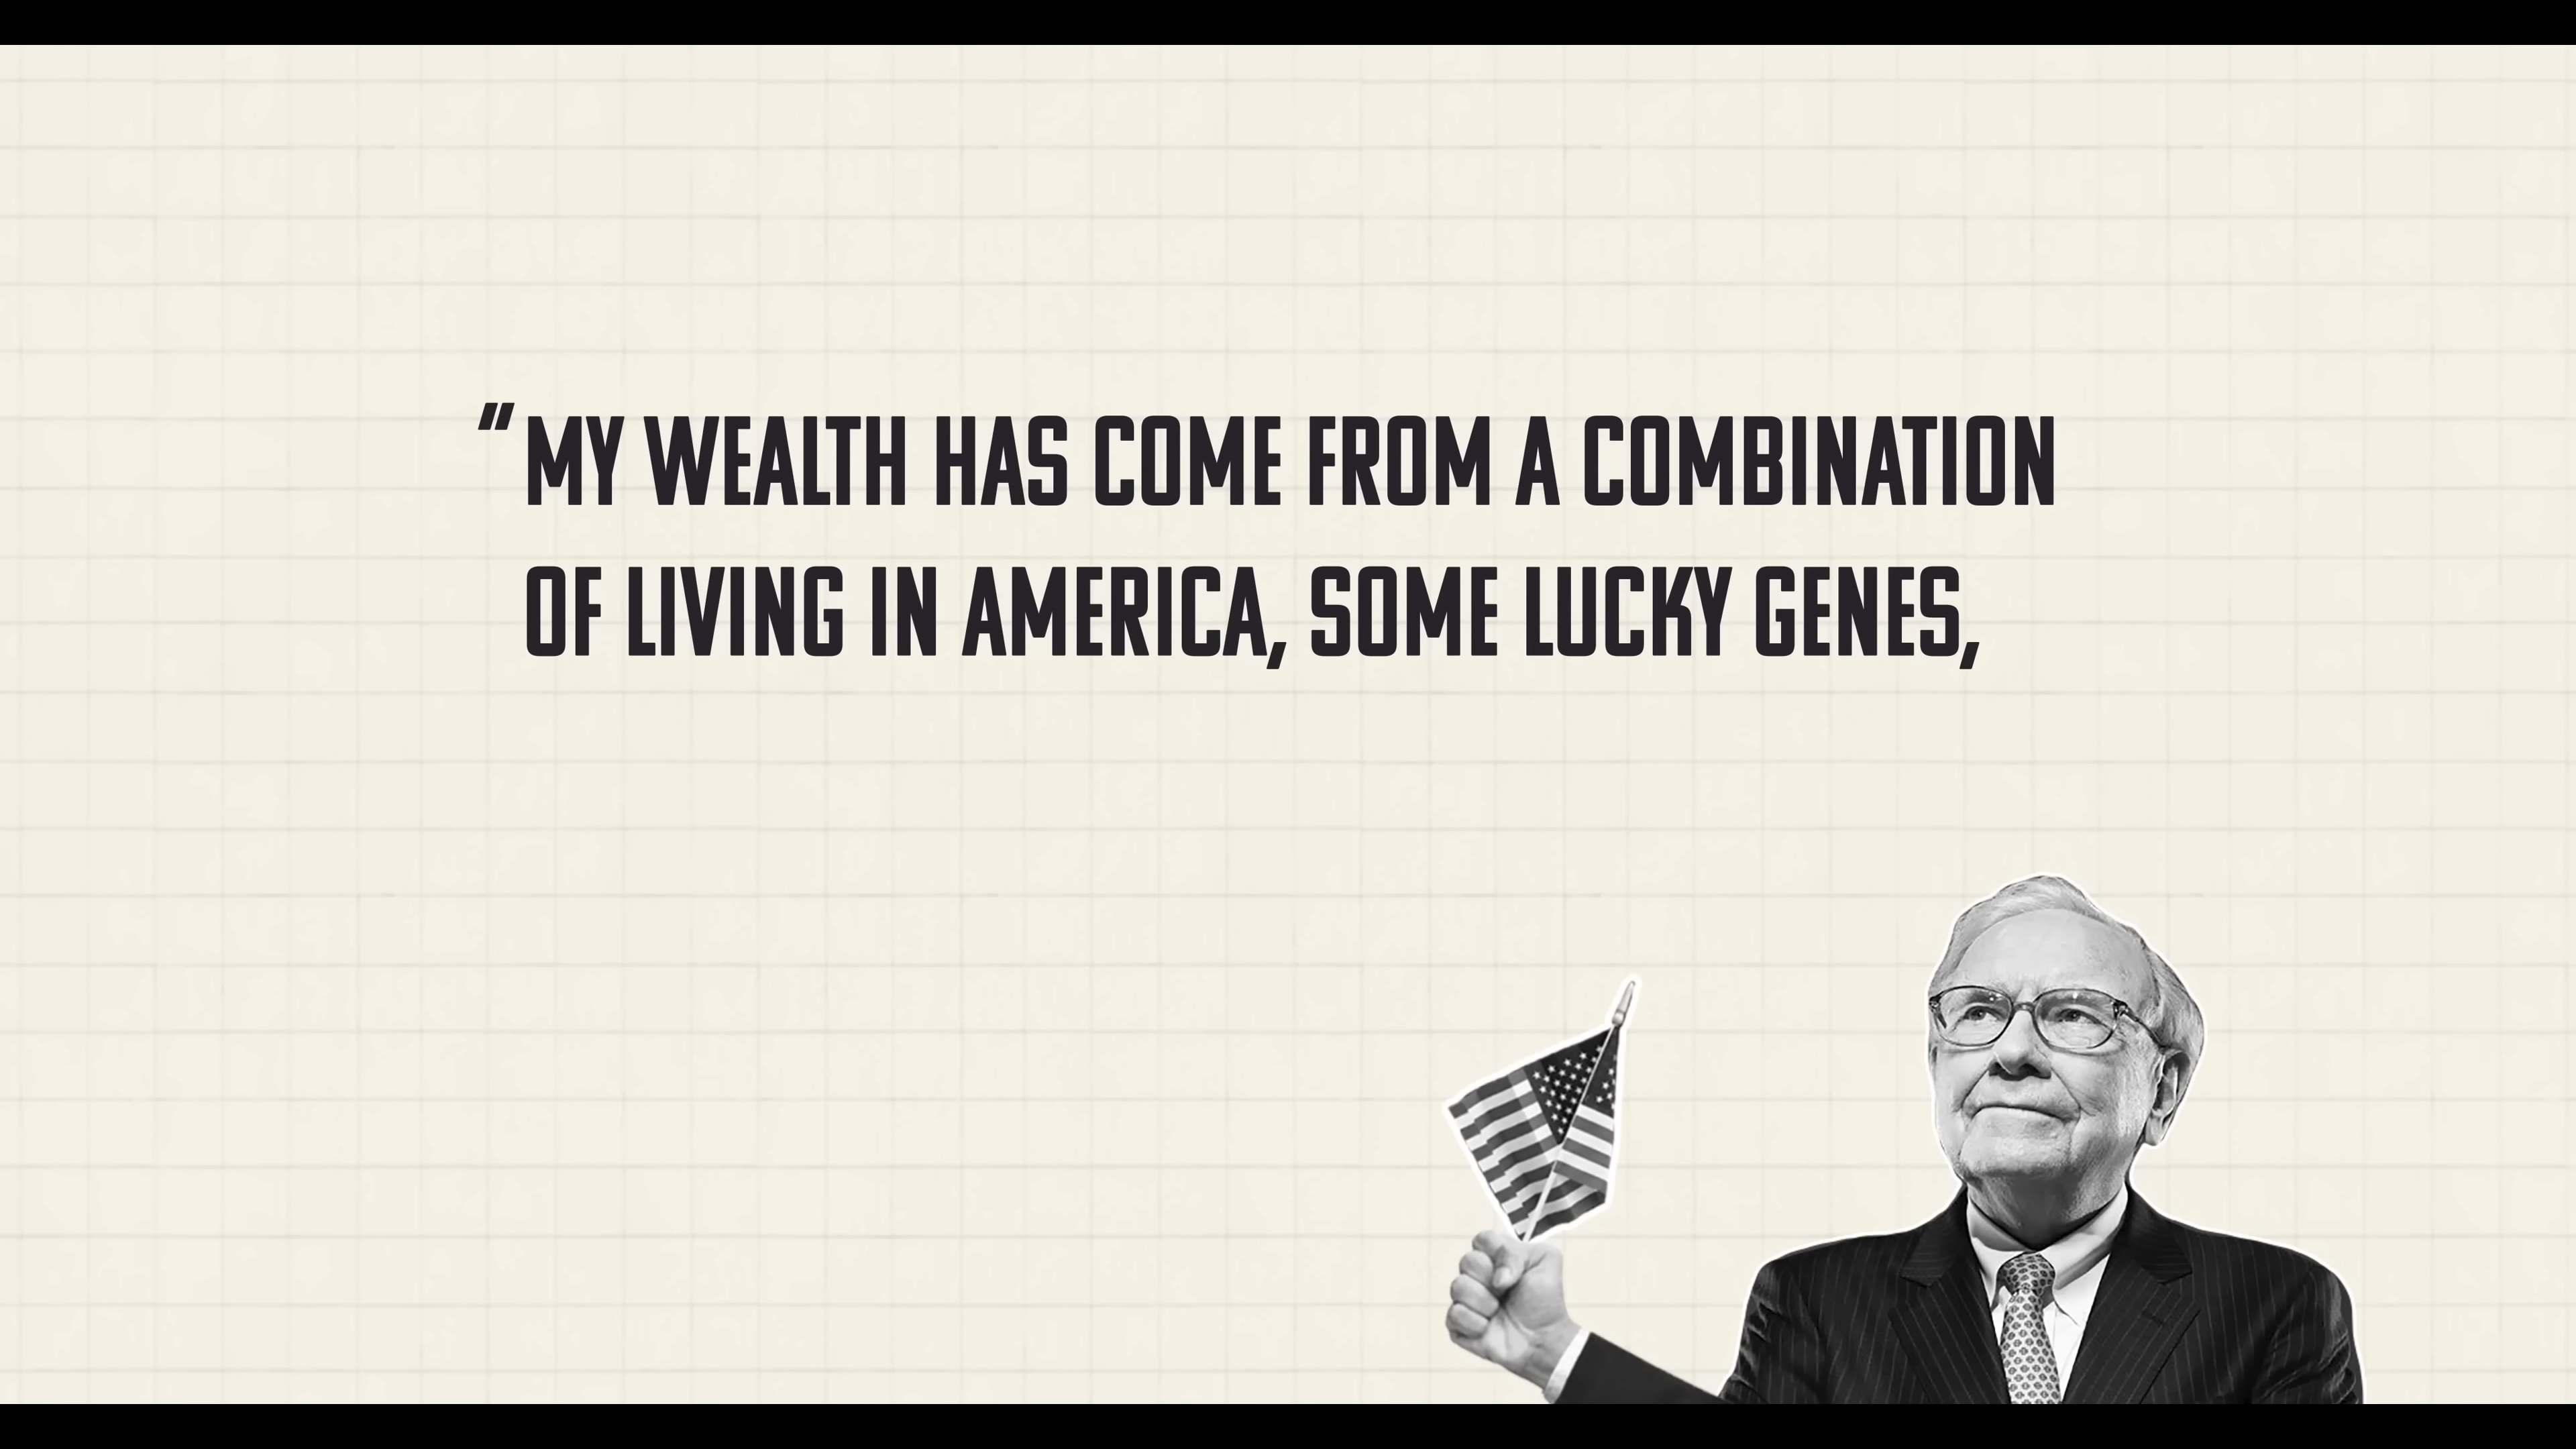 “MY WEALTH HAS COME FROM A COMBINATION
OF LIVING IN AMERICA, SOME LUCKY GENES,